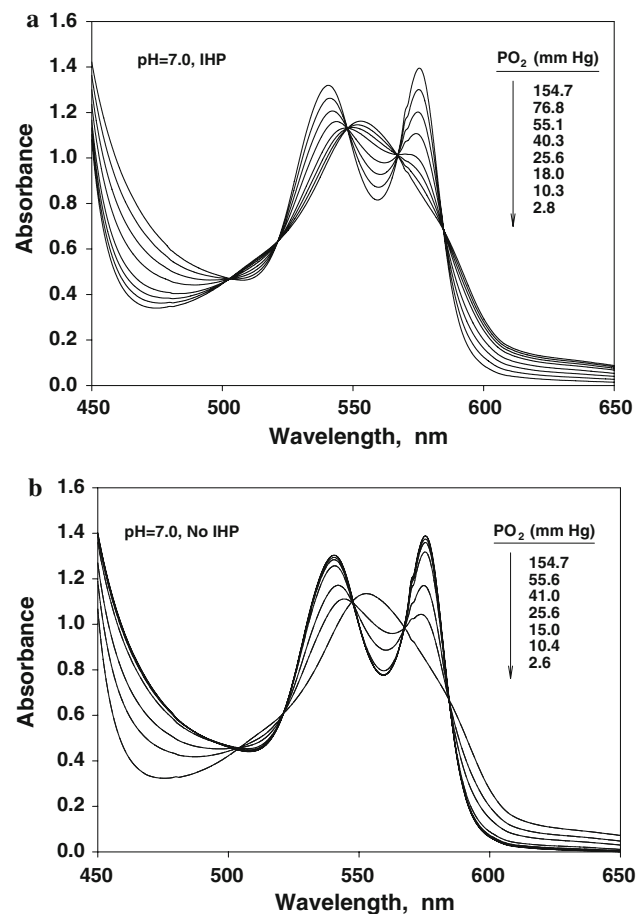 a
pH=7.0, IHP
PO2 (mm Hg)
154.7
76.8
55.1
40.3
25.6
18.0
10.3
2.8
Absorbance
1.6
1.4
1.2
1.0
0.8
0.6
0.4
0.2
0.0
450 500 550 600 650
Wavelength, nm
b
pH=7.0, No IHP
PO2 (mm Hg)
154.7
55.6
41.0
25.6
15.0
10.4
2.6
Absorbance
1.6
1.4
1.2
1.0
0.8
0.6
0.4
0.2
0.0
450 500 550 600 650
Wavelength, nm